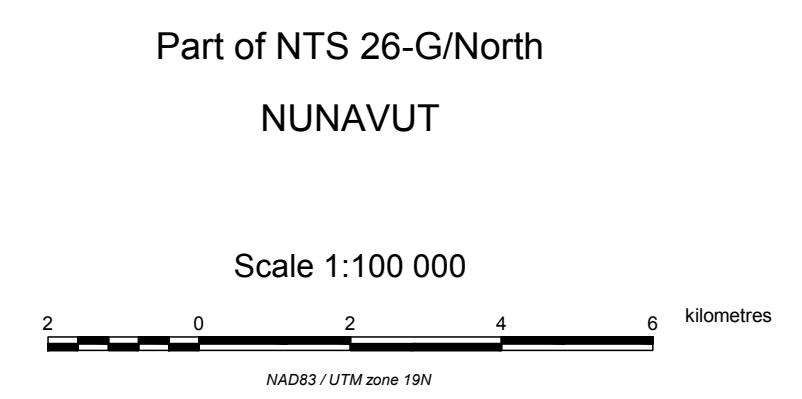 Part of NTS 26-G/North
NUNAVUT
Scale 1:100 000
2 0 2 4 6 kilometres
NAD83 / UTM zone 19N